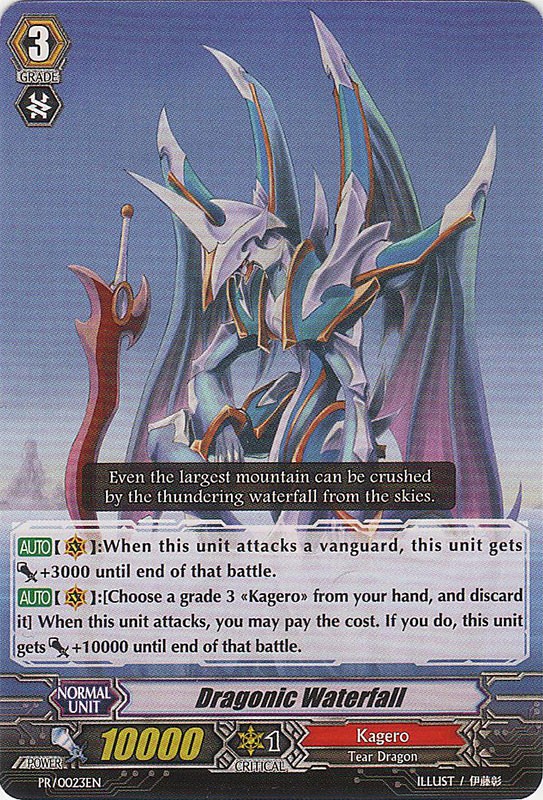 3
GRADE
Even the largest mountain can be crushed
by the thundering waterfall from the skies.
AUTO【 】:When this unit attacks a vanguard, this unit gets
+3000 until end of that battle.
AUTO【 】:[Choose a grade 3 «Kagero» from your hand, and discard
it] When this unit attacks, you may pay the cost. If you do, this unit
gets +10000 until end of that battle.
NORMAL
UNIT
Dragonic Waterfall
POWER
10000
1
CRITICAL
Kagero
Tear Dragon
PR/0023EN
ILLUST / 伊藤彰